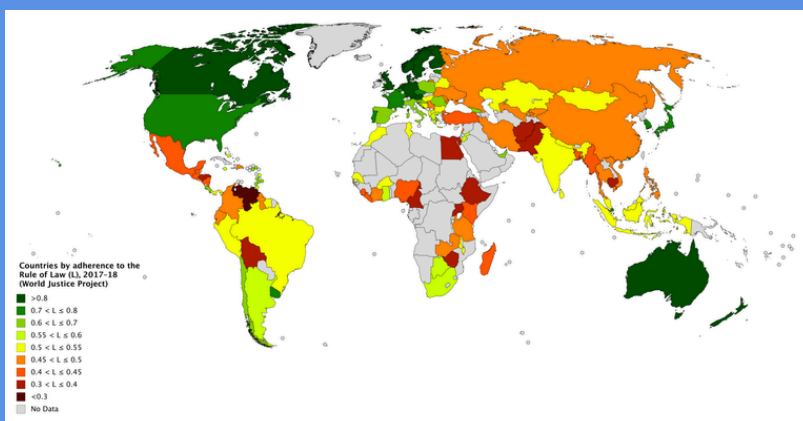 Countries by adherence to the
Rule of Law (L), 2017-18
(World Justice Project)
>0.8
0.7 < L ≤ 0.8
0.6 < L ≤ 0.7
0.55 < L ≤ 0.6
0.5 < L ≤ 0.55
0.45 < L ≤ 0.5
0.4 < L ≤ 0.45
0.3 < L ≤ 0.4
<0.3
No Data